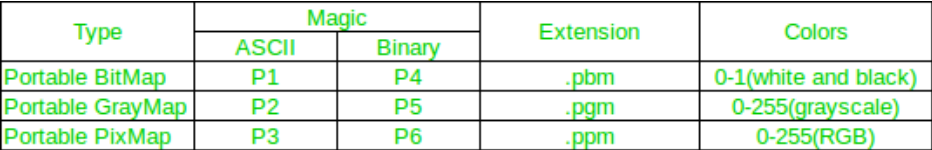 Type Magic Extension Colors
ASCII Binary
Portable BitMap P1 P4 .pbm 0-1(white and black)
Portable GrayMap P2 P5 .pgm 0-255(grayscale)
Portable PixMap P3 P6 .ppm 0-255(RGB)